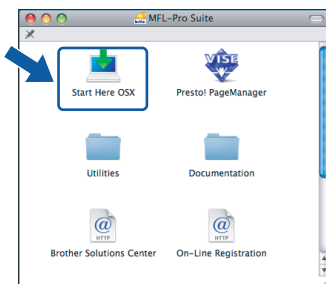 MFL-Pro Suite
VISE
Start Here OSX
Presto! PageManager
Utilities
Documentation
@
HTTP
@
HTTP
Brother Solutions Center
On-Line Registration